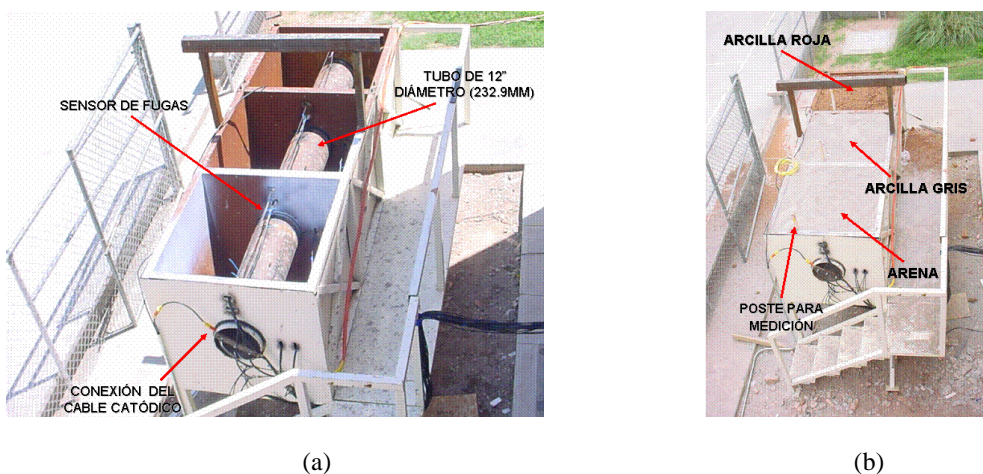 SENSOR DE FUGAS
TUBO DE 12"
DIÁMETRO (232.9MM)
CONEXIÓN DEL
CABLE CATÓDICO
(a)
ARCILLA ROJA
ARCILLA GRIS
ARENA
POSTE PARA
MEDICIÓN
(b)